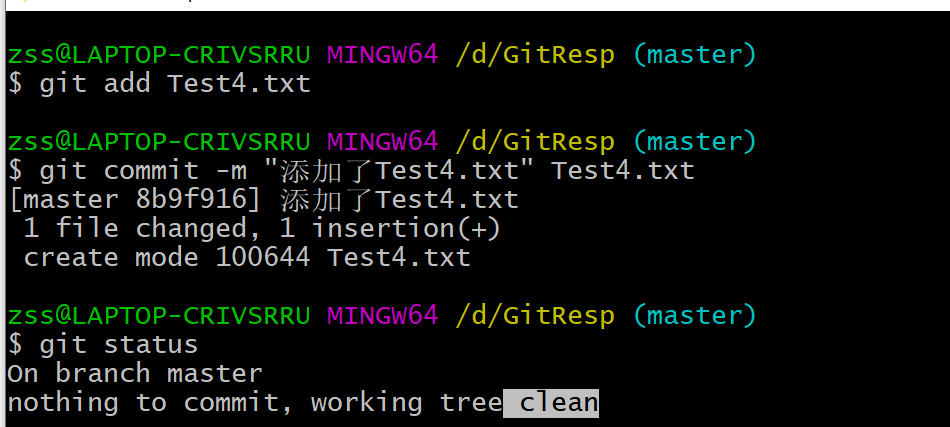 zss@LAPTOP-CRIVSRRU MINGW64 /d/GitResp (master)
$ git add Test4.txt
zss@LAPTOP-CRIVSRRU MINGW64 /d/GitResp (master)
$ git commit -m "添加了Test4.txt" Test4.txt
[master 8b9f916] 添加了Test4.txt
1 file changed, 1 insertion(+)
create mode 100644 Test4.txt
zss@LAPTOP-CRIVSRRU MINGW64 /d/GitResp (master)
$ git status
On branch master
nothing to commit, working tree clean